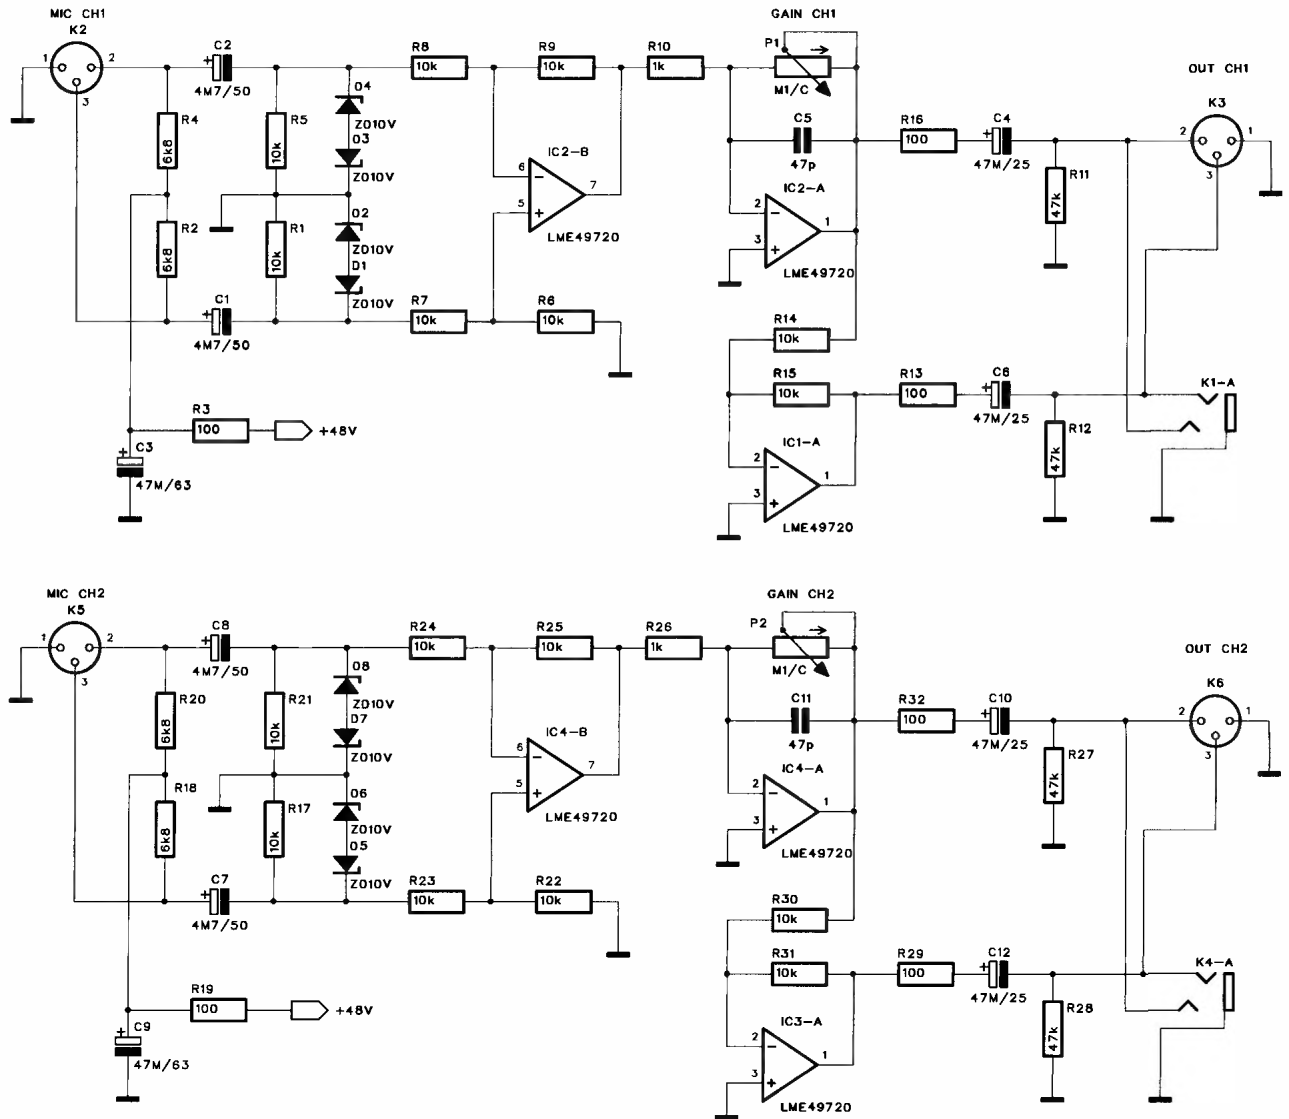 MIC CH1
K2
1
2
3
C2
4M7/50
R4
6k8
R5
10k
D4
ZD10V
D3
ZD10V
R2
6k8
R1
10k
D2
ZD10V
D1
ZD10V
C1
4M7/50
R3
100
+48V
C3
47M/63
R8
10k
R9
10k
R10
1k
IC2-B
6
5
7
LME49720
R7
10k
R6
10k
GAIN CH1
P1
M1/C
C5
47p
IC2-A
2
3
1
LME49720
R14
10k
R15
10k
IC1-A
2
3
1
LME49720
R16
100
C4
47M/25
R11
47k
OUT CH1
K3
2
1
3
R13
100
C6
47M/25
R12
47k
K1-A
MIC CH2
K5
1
2
3
C8
4M7/50
R20
6k8
R21
10k
D8
ZD10V
D7
ZD10V
R18
6k8
R17
10k
D6
ZD10V
D5
ZD10V
C7
4M7/50
R19
100
+48V
C9
47M/63
R24
10k
R25
10k
R26
1k
IC4-B
6
5
7
LME49720
R23
10k
R22
10k
GAIN CH2
P2
M1/C
C11
47p
IC4-A
2
3
1
LME49720
R30
10k
R31
10k
IC3-A
2
3
1
LME49720
R32
100
C10
47M/25
R27
47k
OUT CH2
K6
2
1
3
R29
100
C12
47M/25
R28
47k
K4-A